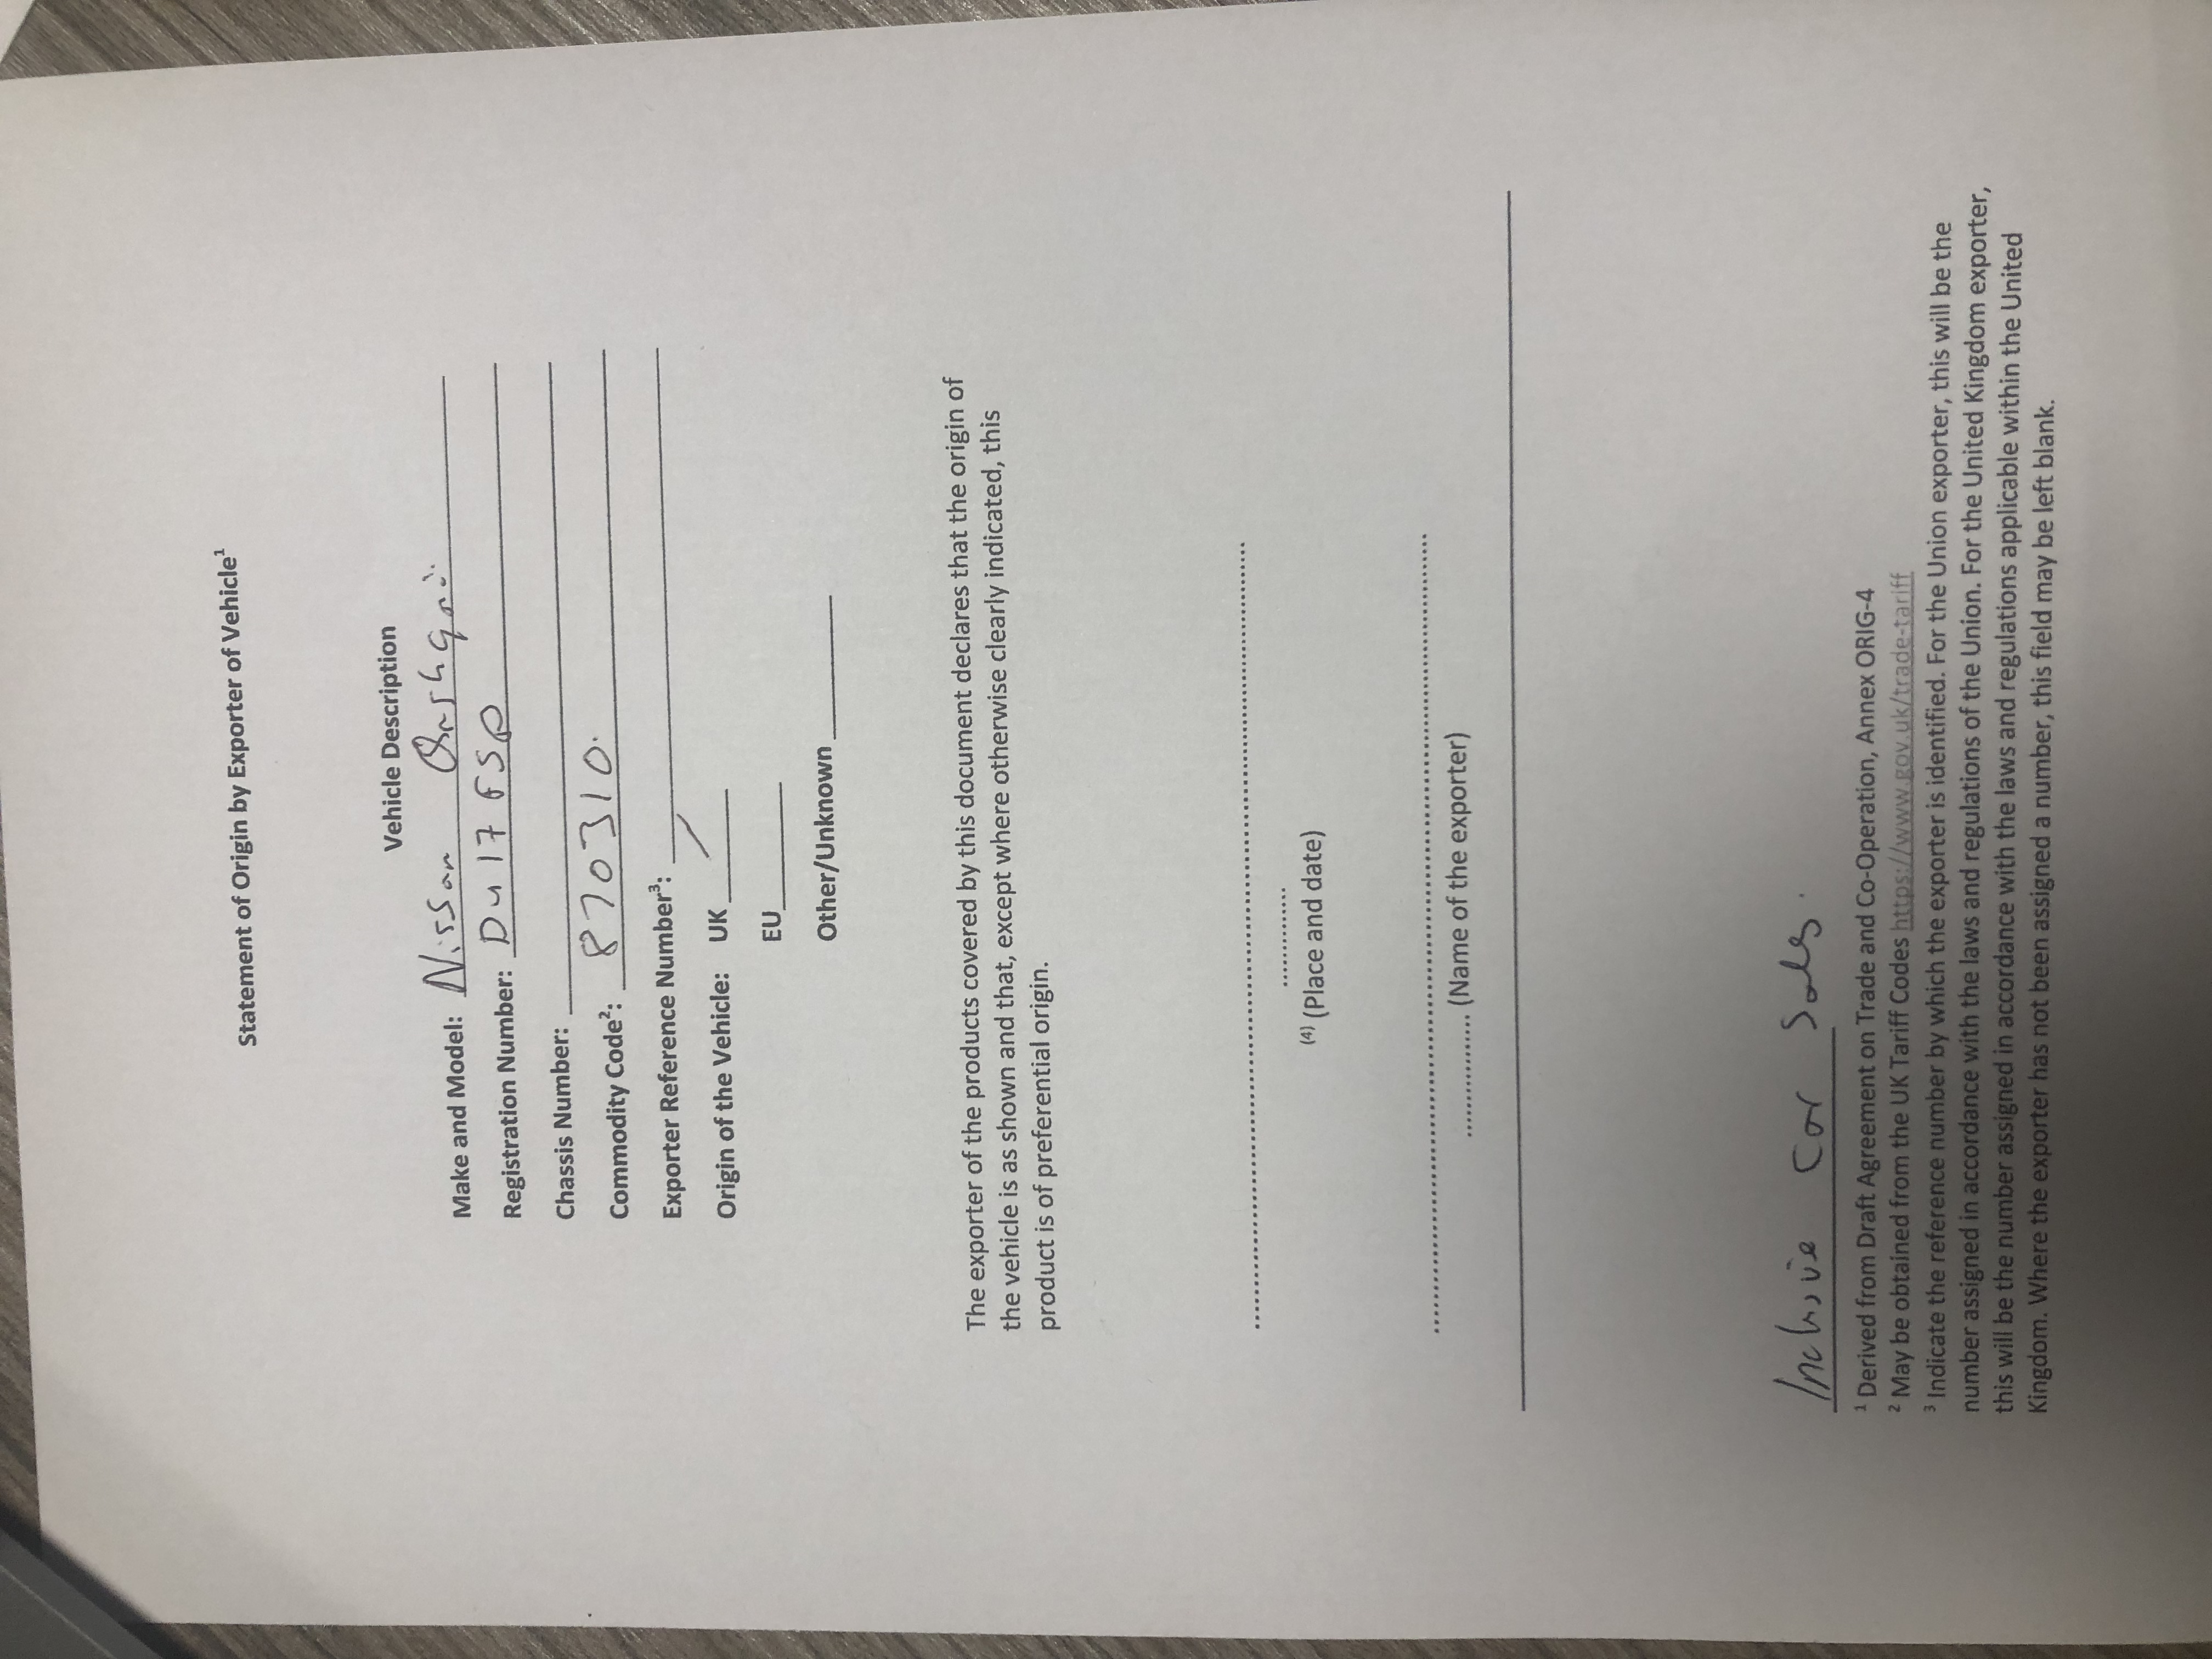 Statement of Origin by Exporter of Vehicle¹
Vehicle Description
Make and Model: Nissan Qashqai
Registration Number: DU 17 FSP
Chassis Number:
Commodity Code²: 870310.
Exporter Reference Number³:
Origin of the Vehicle: UK /
EU
Other/Unknown
The exporter of the products covered by this document declares that the origin of
the vehicle is as shown and that, except where otherwise clearly indicated, this
product is of preferential origin.
(4) (Place and date)
(Name of the exporter)
Inclusive Car Sales.
¹ Derived from Draft Agreement on Trade and Co-Operation, Annex ORIG-4
² May be obtained from the UK Tariff Codes https://www.gov.uk/trade-tariff
³ Indicate the reference number by which the exporter is identified. For the Union exporter, this will be the
number assigned in accordance with the laws and regulations of the Union. For the United Kingdom exporter,
this will be the number assigned in accordance with the laws and regulations applicable within the United
Kingdom. Where the exporter has not been assigned a number, this field may be left blank.